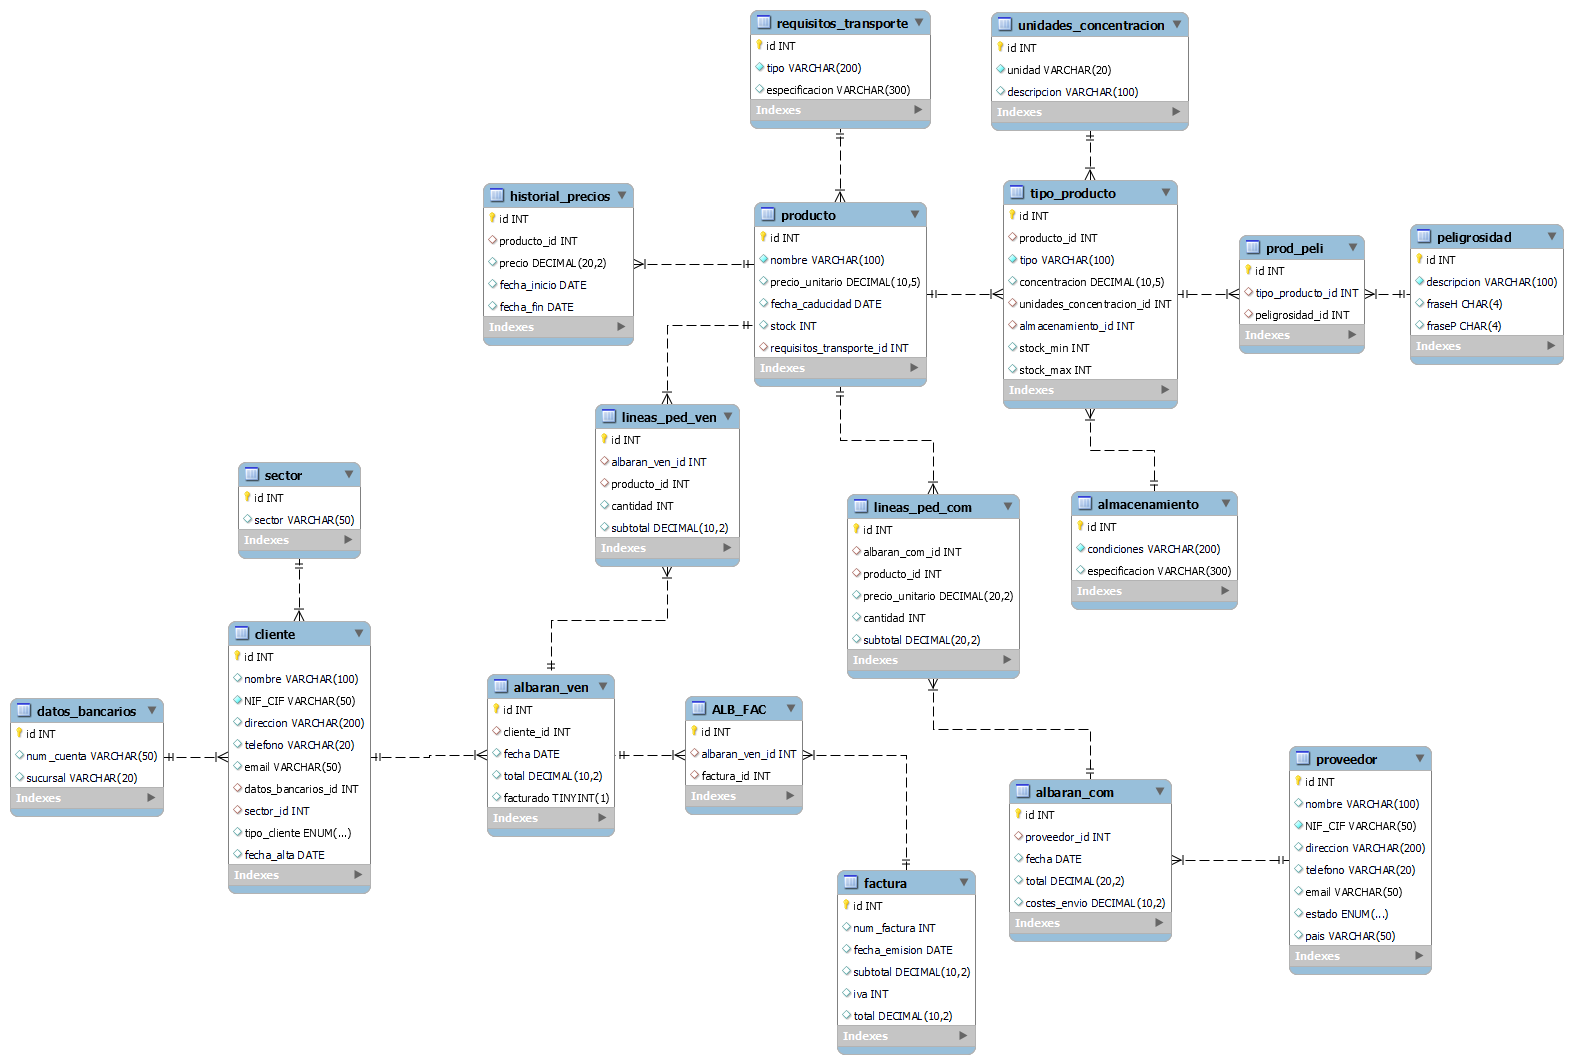 requisitos_transporte
id INT
tipo VARCHAR(200)
especificacion VARCHAR(300)
Indexes
unidades_concentracion
id INT
unidad VARCHAR(20)
descripcion VARCHAR(100)
Indexes
historial_precios
id INT
producto_id INT
precio DECIMAL(20,2)
fecha_inicio DATE
fecha_fin DATE
Indexes
producto
id INT
nombre VARCHAR(100)
precio_unitario DECIMAL(10,5)
fecha_caducidad DATE
stock INT
requisitos_transporte_id INT
Indexes
tipo_producto
id INT
producto_id INT
tipo VARCHAR(100)
concentracion DECIMAL(10,5)
unidades_concentracion_id INT
almacenamiento_id INT
stock_min INT
stock_max INT
Indexes
prod_peli
id INT
tipo_producto_id INT
peligrosidad_id INT
Indexes
peligrosidad
id INT
descripcion VARCHAR(100)
fraseH CHAR(4)
fraseP CHAR(4)
Indexes
lineas_ped_ven
id INT
albaran_ven_id INT
producto_id INT
cantidad INT
subtotal DECIMAL(10,2)
Indexes
sector
id INT
sector VARCHAR(50)
Indexes
lineas_ped_com
id INT
albaran_com_id INT
producto_id INT
precio_unitario DECIMAL(20,2)
cantidad INT
subtotal DECIMAL(20,2)
Indexes
almacenamiento
id INT
condiciones VARCHAR(200)
especificacion VARCHAR(300)
Indexes
cliente
id INT
nombre VARCHAR(100)
NIF_CIF VARCHAR(50)
direccion VARCHAR(200)
telefono VARCHAR(20)
email VARCHAR(50)
datos_bancarios_id INT
sector_id INT
tipo_cliente ENUM(...)
fecha_alta DATE
Indexes
datos_bancarios
id INT
num_cuenta VARCHAR(50)
sucursal VARCHAR(20)
Indexes
albaran_ven
id INT
cliente_id INT
fecha DATE
total DECIMAL(10,2)
facturado TINYINT(1)
Indexes
ALB_FAC
id INT
albaran_ven_id INT
factura_id INT
Indexes
factura
id INT
num_factura INT
fecha_emision DATE
subtotal DECIMAL(10,2)
iva INT
total DECIMAL(10,2)
Indexes
albaran_com
id INT
proveedor_id INT
fecha DATE
total DECIMAL(20,2)
costes_envio DECIMAL(10,2)
Indexes
proveedor
id INT
nombre VARCHAR(100)
NIF_CIF VARCHAR(50)
direccion VARCHAR(200)
telefono VARCHAR(20)
email VARCHAR(50)
estado ENUM(...)
pais VARCHAR(50)
Indexes